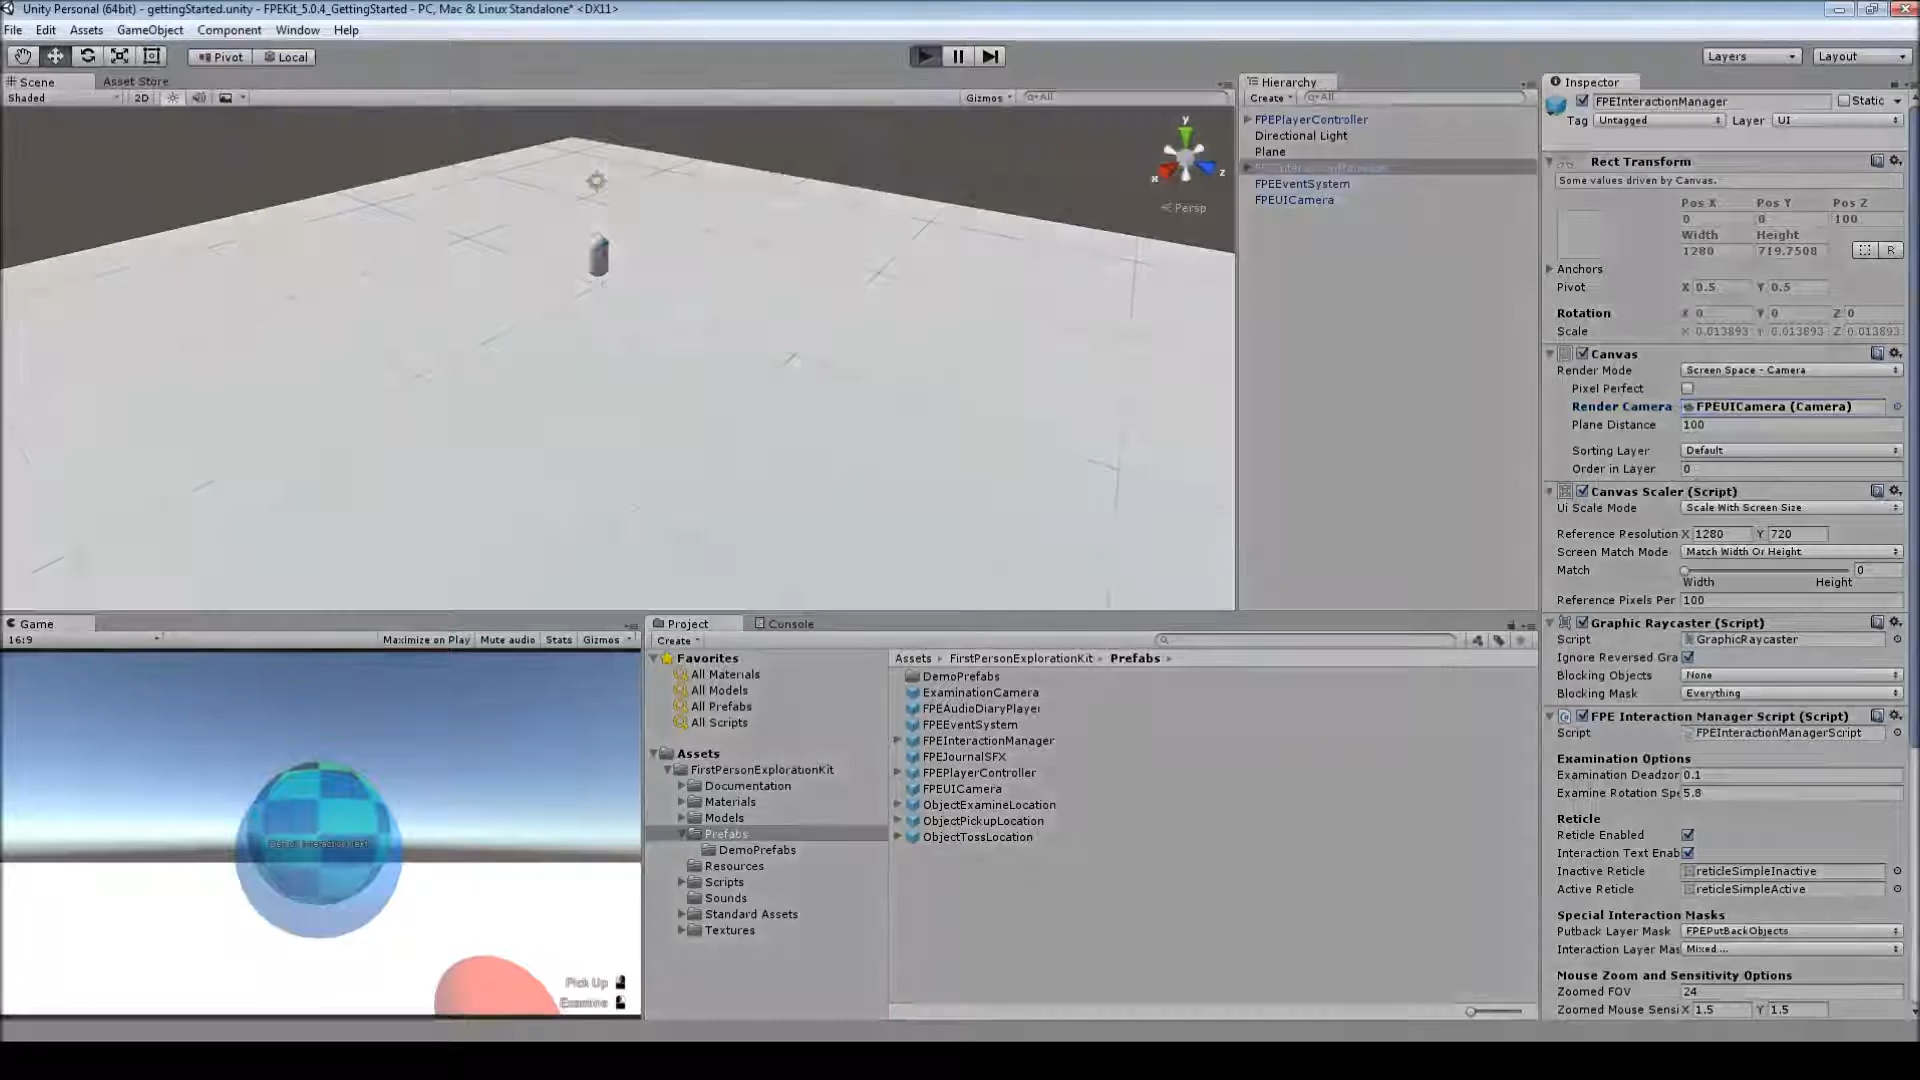 Unity Personal (64bit) - gettingStarted.unity - FPEKit_5.0.4_GettingStarted - PC, Mac & Linux Standalone* <DX11>
File Edit Assets GameObject Component Window Help
Pivot Local
Layers Layout
Scene Asset Store
Shaded 2D Gizmos All
y
x z
Persp
Hierarchy
Create All
FPEPlayerController
Directional Light
Plane
FPEInteractionManager
FPEEventSystem
FPEUICamera
Inspector
FPEInteractionManager Static
Tag Untagged Layer UI
Rect Transform
Some values driven by Canvas.
Pos X Pos Y Pos Z
0 0 100
Width Height
1280 719.7508 R
Anchors
Pivot X 0.5 Y 0.5
Rotation X 0 Y 0 Z 0
Scale X 0.013893 Y 0.013893 Z 0.013893
Canvas
Render Mode Screen Space - Camera
Pixel Perfect
Render Camera FPEUICamera (Camera)
Plane Distance 100
Sorting Layer Default
Order in Layer 0
Canvas Scaler (Script)
Ui Scale Mode Scale With Screen Size
Reference Resolution X 1280 Y 720
Screen Match Mode Match Width Or Height
Match 0
Width Height
Reference Pixels Per 100
Graphic Raycaster (Script)
Script GraphicRaycaster
Ignore Reversed Gra
Blocking Objects None
Blocking Mask Everything
FPE Interaction Manager Script (Script)
Script FPEInteractionManagerScript
Examination Options
Examination Deadzor 0.1
Examine Rotation Spe 5.8
Reticle
Reticle Enabled
Interaction Text Enab
Inactive Reticle reticleSimpleInactive
Active Reticle reticleSimpleActive
Special Interaction Masks
Putback Layer Mask FPEPutBackObjects
Interaction Layer Mas Mixed ...
Mouse Zoom and Sensitivity Options
Zoomed FOV 24
Zoomed Mouse Sensi X 1.5 Y 1.5
Game
16:9 Maximize on Play Mute audio Stats Gizmos
Default Interaction Text
Pick Up
Examine
Project Console
Create
Favorites
All Materials
All Models
All Prefabs
All Scripts
Assets
FirstPersonExplorationKit
Documentation
Materials
Models
Prefabs
DemoPrefabs
Resources
Scripts
Sounds
Standard Assets
Textures
Assets FirstPersonExplorationKit Prefabs
DemoPrefabs
ExaminationCamera
FPEAudioDiaryPlayer
FPEEventSystem
FPEInteractionManager
FPEJournalSFX
FPEPlayerController
FPEUICamera
ObjectExamineLocation
ObjectPickupLocation
ObjectTossLocation